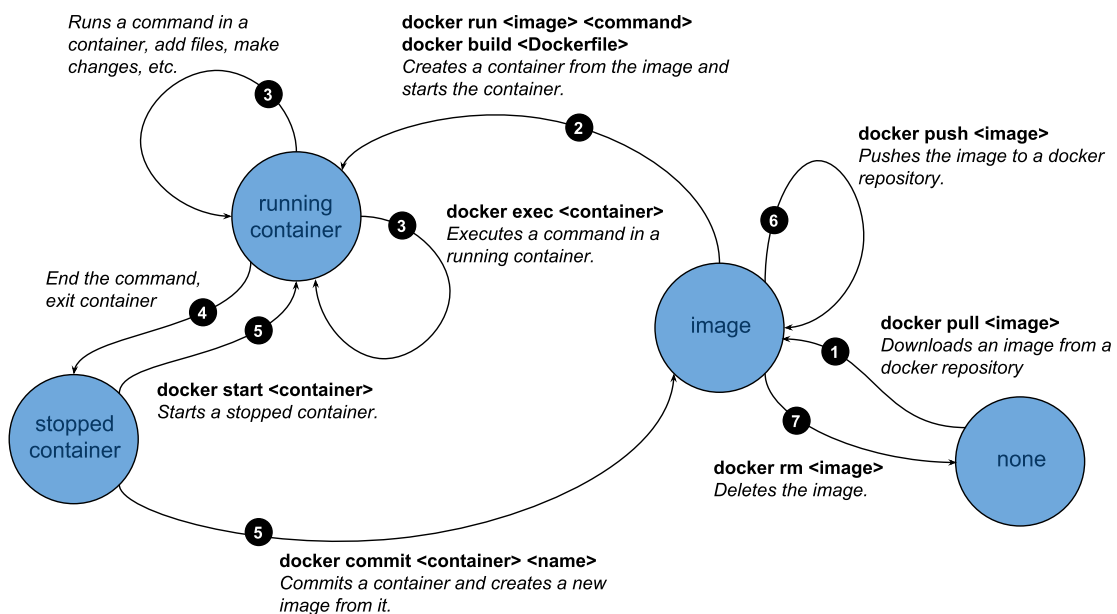 Runs a command in a
container, add files, make
changes, etc.
3
docker run <image> <command>
docker build <Dockerfile>
Creates a container from the image and
starts the container.
2
docker push <image>
Pushes the image to a docker
repository.
6
running
container
3
docker exec <container>
Executes a command in a
running container.
End the command,
exit container
4
5
image
docker pull <image>
Downloads an image from a
docker repository
1
docker start <container>
Starts a stopped container.
stopped
container
7
none
docker rm <image>
Deletes the image.
5
docker commit <container> <name>
Commits a container and creates a new
image from it.